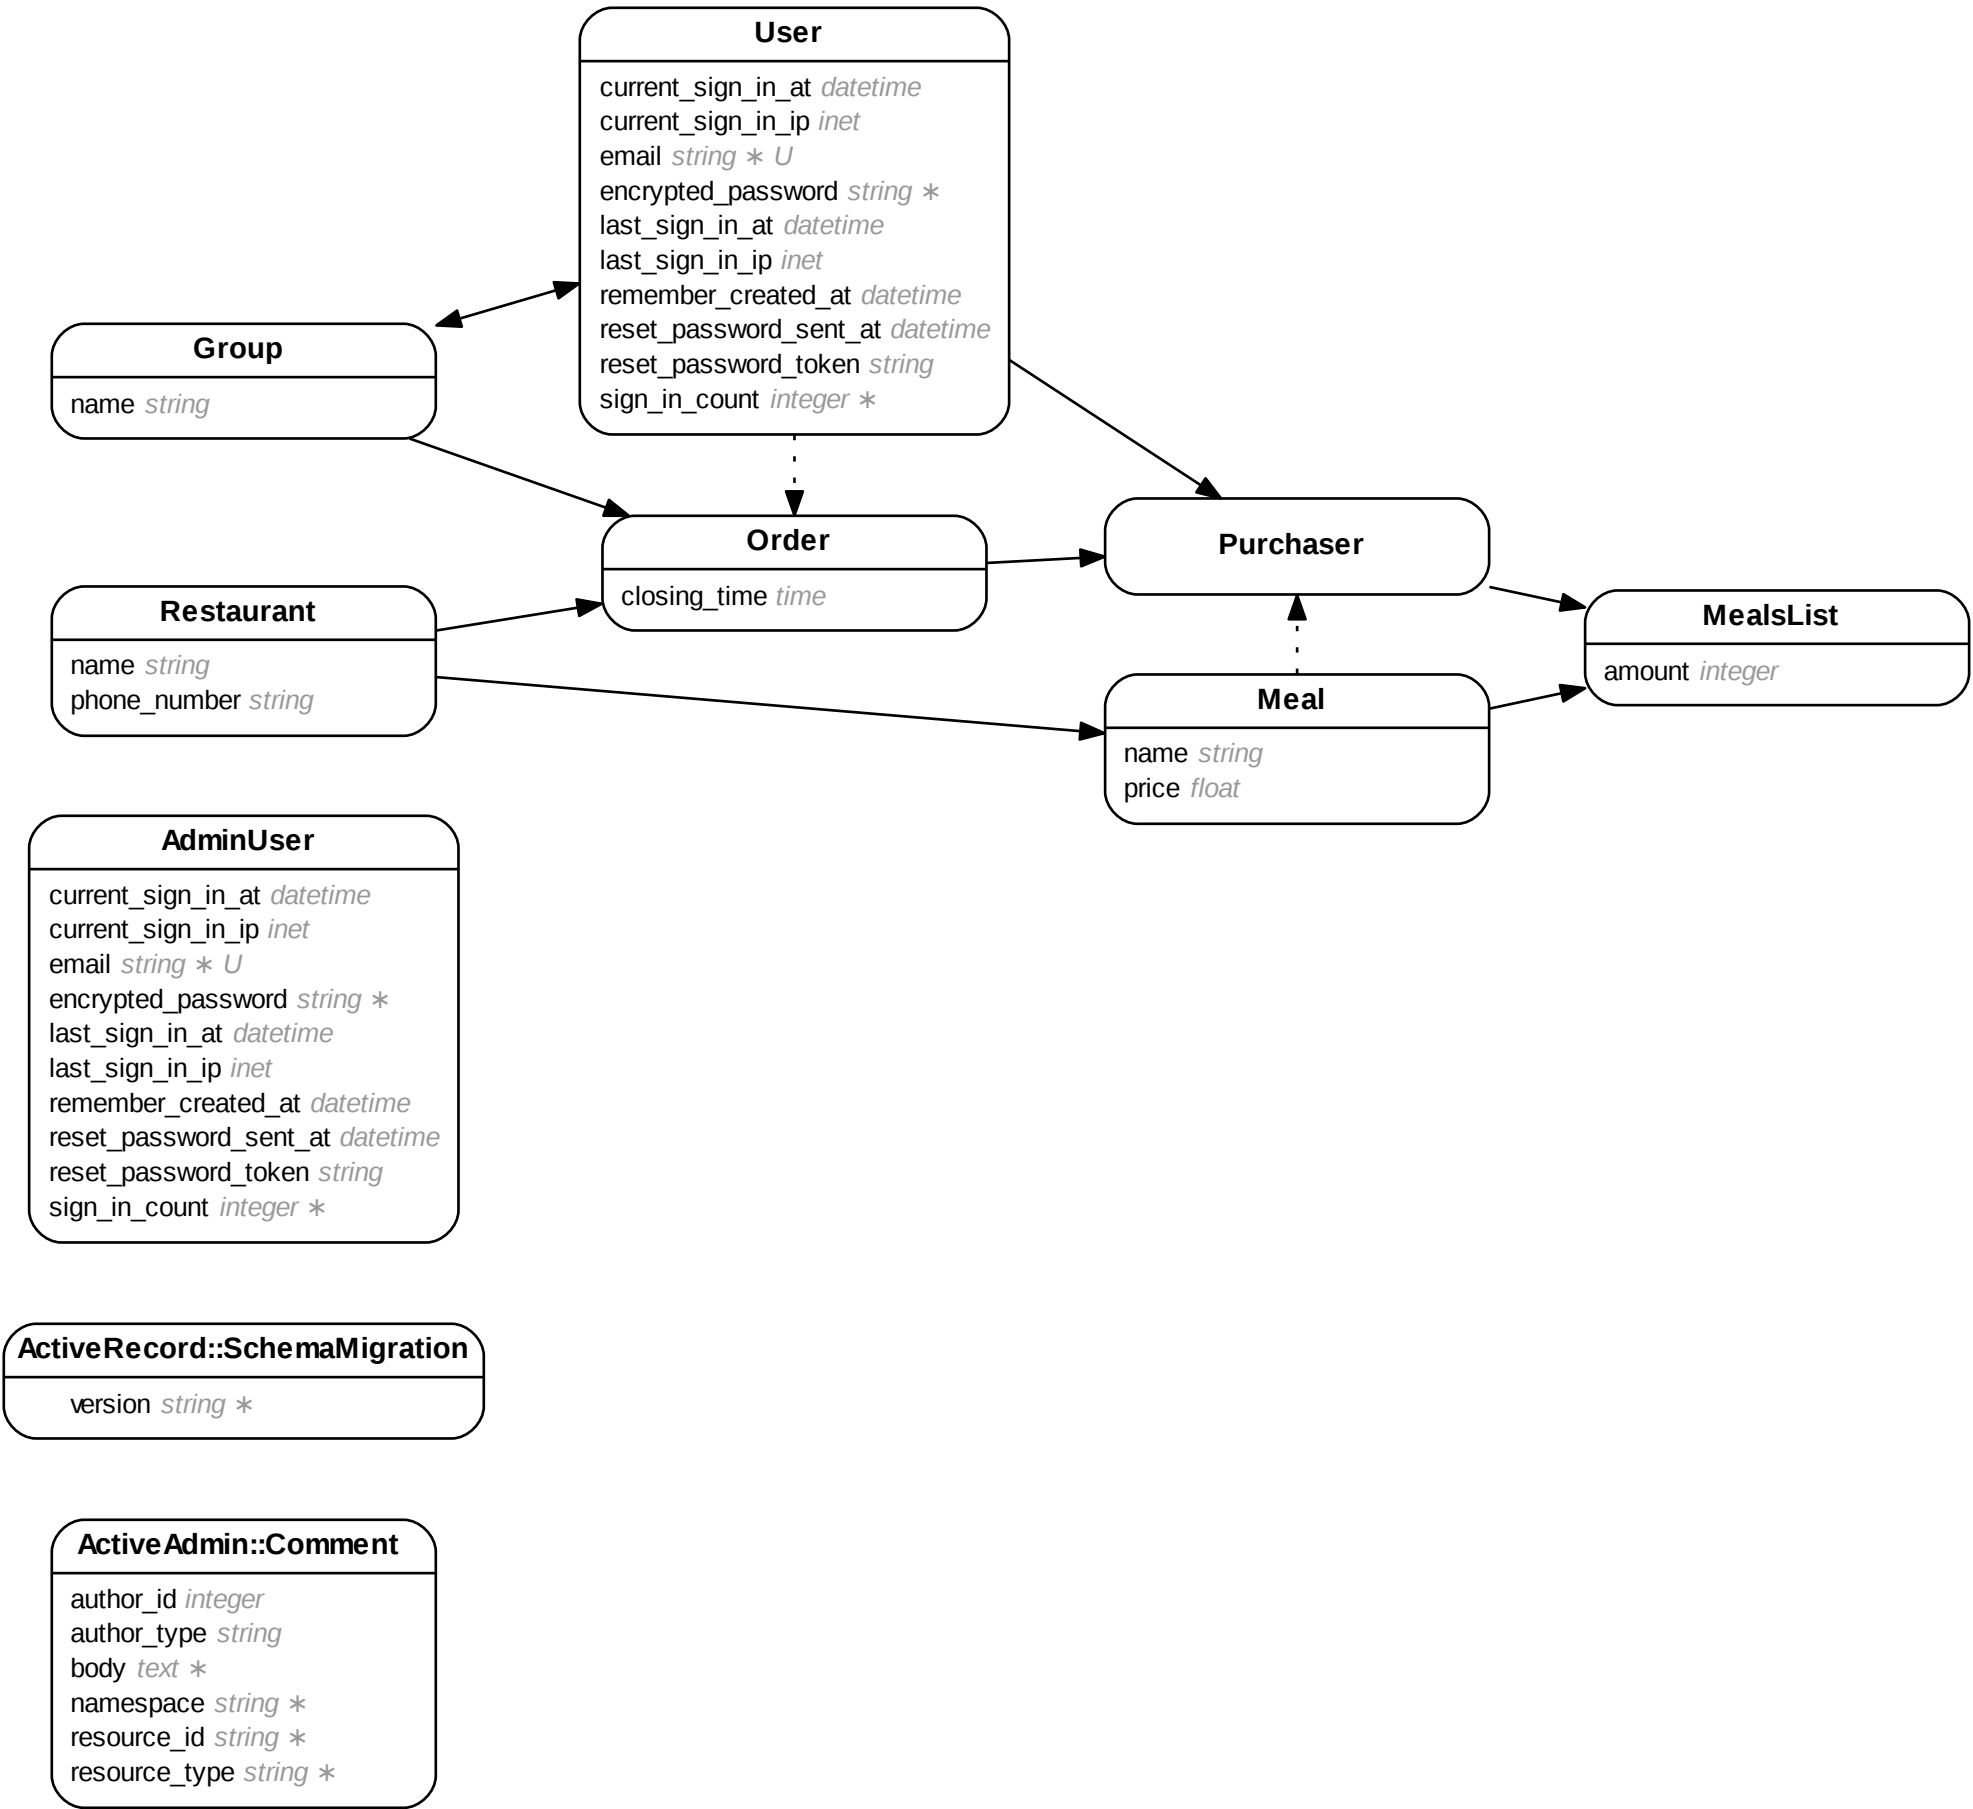 User
current_sign_in_at datetime
current_sign_in_ip inet
email string ∗ U
encrypted_password string ∗
last_sign_in_at datetime
last_sign_in_ip inet
remember_created_at datetime
reset_password_sent_at datetime
reset_password_token string
sign_in_count integer ∗
Group
name string
Order
closing_time time
Purchaser
Restaurant
name string
phone_number string
MealsList
amount integer
Meal
name string
price float
AdminUser
current_sign_in_at datetime
current_sign_in_ip inet
email string ∗ U
encrypted_password string ∗
last_sign_in_at datetime
last_sign_in_ip inet
remember_created_at datetime
reset_password_sent_at datetime
reset_password_token string
sign_in_count integer ∗
ActiveRecord::SchemaMigration
version string ∗
ActiveAdmin::Comment
author_id integer
author_type string
body text ∗
namespace string ∗
resource_id string ∗
resource_type string ∗